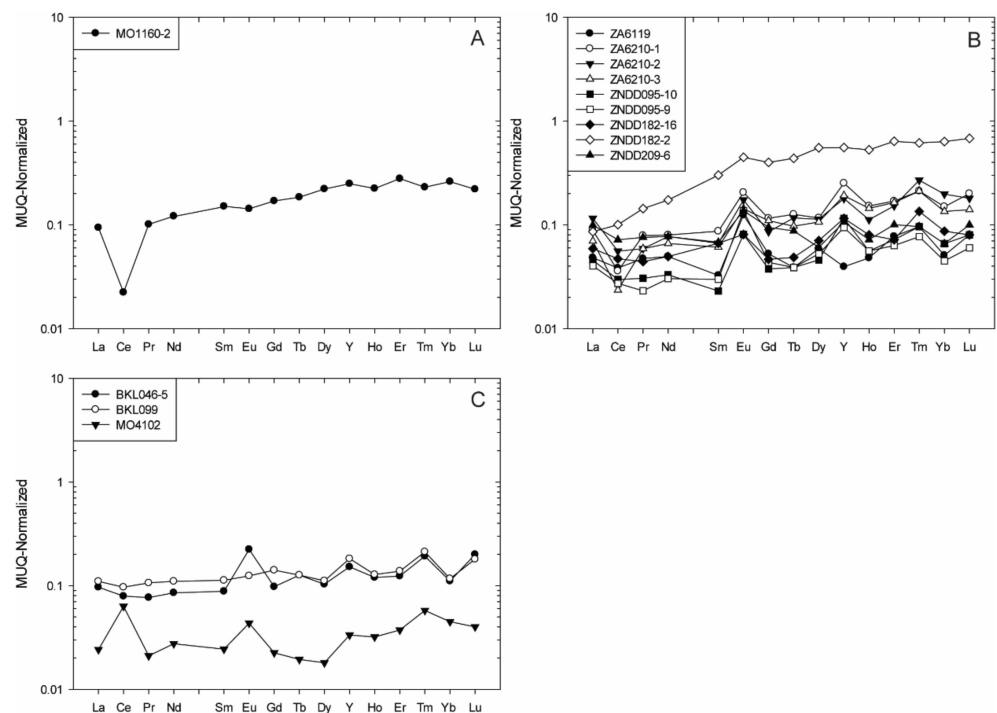 10
1
0.1
0.01
MUQ-Normalized
MO1160-2
A
La Ce Pr Nd Sm Eu Gd Tb Dy Y Ho Er Tm Yb Lu
10
1
0.1
0.01
MUQ-Normalized
ZA6119
ZA6210-1
ZA6210-2
ZA6210-3
ZNDD095-10
ZNDD095-9
ZNDD182-16
ZNDD182-2
ZNDD209-6
B
La Ce Pr Nd Sm Eu Gd Tb Dy Y Ho Er Tm Yb Lu
10
1
0.1
0.01
MUQ-Normalized
BKL046-5
BKL099
MO4102
C
La Ce Pr Nd Sm Eu Gd Tb Dy Y Ho Er Tm Yb Lu